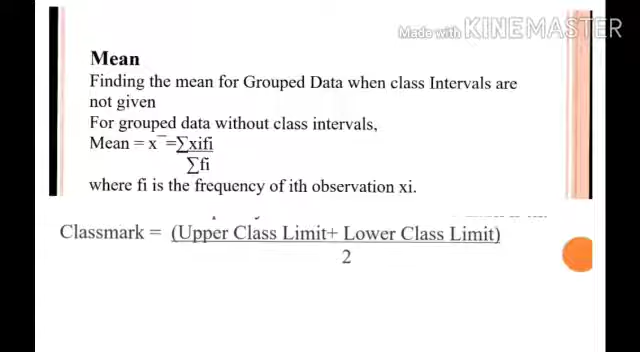 Made with KINEMASTER
Mean
Finding the mean for Grouped Data when class Intervals are
not given
For grouped data without class intervals,
Mean = x ¯=∑xifi
∑fi
where fi is the frequency of ith observation xi.
Classmark = (Upper Class Limit+ Lower Class Limit)
2